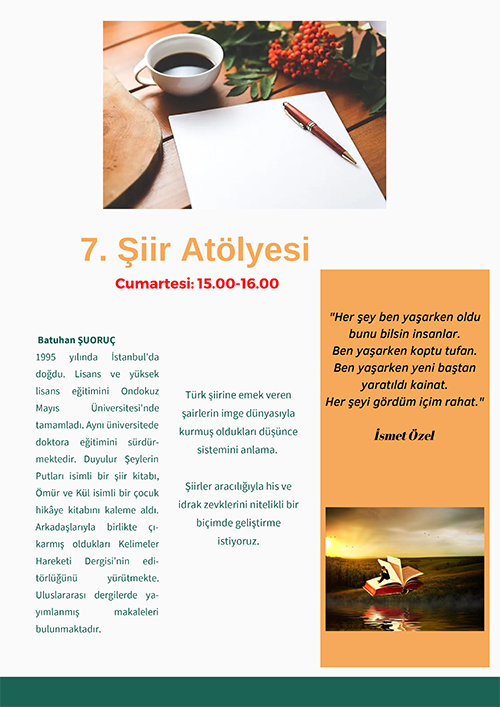 7. Şiir Atölyesi
Cumartesi: 15.00-16.00
Batuhan ŞUORUÇ
1995 yılında İstanbul'da
doğdu. Lisans ve yüksek
lisans eğitimini Ondokuz
Mayıs Üniversitesi'nde
tamamladı. Aynı üniversitede
doktora eğitimini sürdür-
mektedir. Duyulur Şeylerin
Putları isimli bir şiir kitabı,
Ömür ve Kül isimli bir çocuk
hikâye kitabını kaleme aldı.
Arkadaşlarıyla birlikte çı-
karmış oldukları Kelimeler
Hareketi Dergisi'nin edi-
törlüğünü yürütmekte.
Uluslararası dergilerde ya-
yımlanmış makaleleri
bulunmaktadır.
Türk şiirine emek veren
şairlerin imge dünyasıyla
kurmuş oldukları düşünce
sistemini anlama.
Şiirler aracılığıyla his ve
idrak zevklerini nitelikli bir
biçimde geliştirme
istiyoruz.
"Her şey ben yaşarken oldu
bunu bilsin insanlar.
Ben yaşarken koptu tufan.
Ben yaşarken yeni baştan
yaratıldı kainat.
Her şeyi gördüm içim rahat."
İsmet Özel